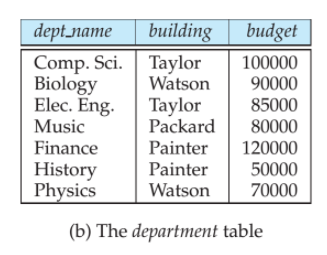 dept_name building budget
Comp. Sci. Taylor 100000
Biology Watson 90000
Elec. Eng. Taylor 85000
Music Packard 80000
Finance Painter 120000
History Painter 50000
Physics Watson 70000
(b) The department table